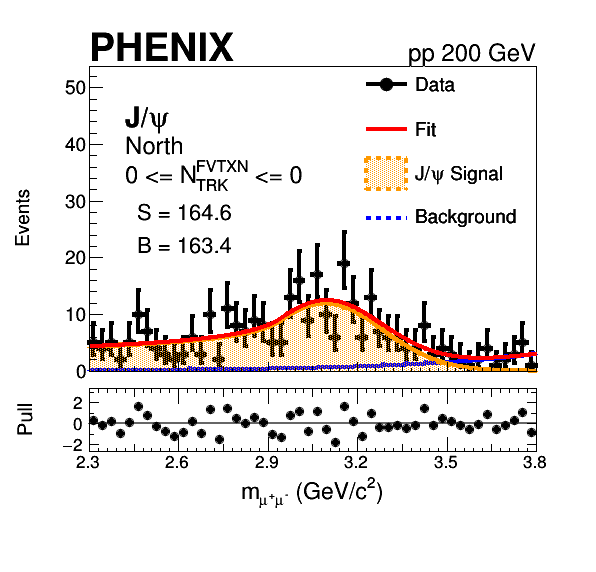 PHENIX pp 200 GeV
50
40
30
20
10
0
Events
J/ψ
North
0 <= N^FVTXN_TRK <= 0
S = 164.6
B = 163.4
Data
Fit
J/ψ Signal
Background
2
0
−2
Pull
2.3 2.6 2.9 3.2 3.5 3.8
m_μ⁺μ⁻ (GeV/c²)